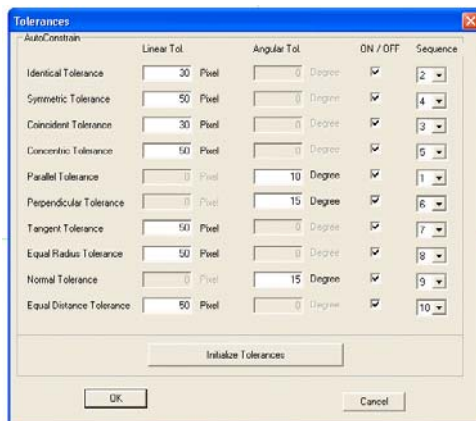 Tolerances
AutoConstrain
Linear Tol. Angular Tol. ON / OFF Sequence
Identical Tolerance 30 Pixel 0 Degree 2
Symmetric Tolerance 50 Pixel 0 Degree 4
Coincident Tolerance 30 Pixel 0 Degree 3
Concentric Tolerance 50 Pixel 0 Degree 5
Parallel Tolerance 0 Pixel 10 Degree 1
Perpendicular Tolerance 0 Pixel 15 Degree 6
Tangent Tolerance 50 Pixel 0 Degree 7
Equal Radius Tolerance 50 Pixel 0 Degree 8
Normal Tolerance 0 Pixel 15 Degree 9
Equal Distance Tolerance 50 Pixel 0 Degree 10
Initialize Tolerances
OK Cancel